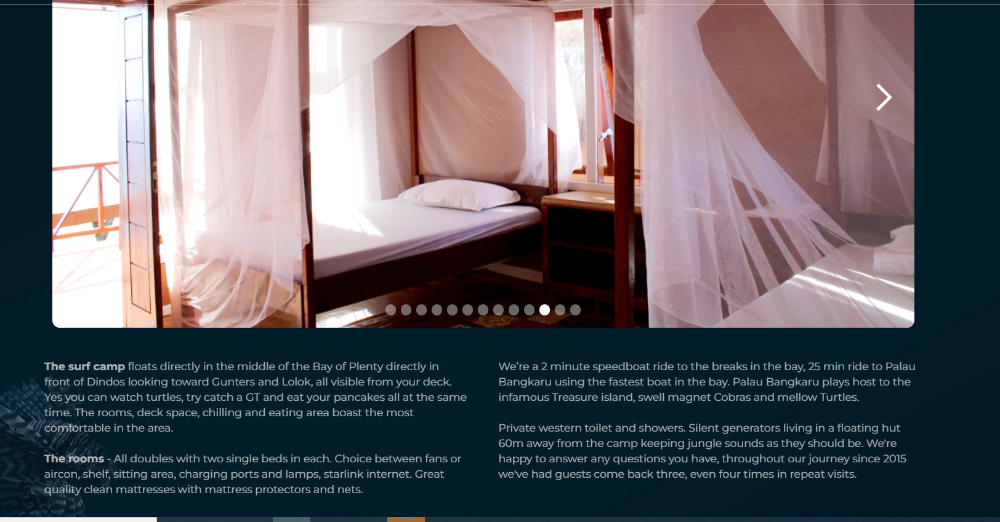 The surf camp floats directly in the middle of the Bay of Plenty directly in
front of Dindos looking toward Gunters and Lolok, all visible from your deck.
Yes you can watch turtles, try catch a GT and eat your pancakes all at the same
time. The rooms, deck space, chilling and eating area boast the most
comfortable in the area.
The rooms - All doubles with two single beds in each. Choice between fans or
aircon, shelf, sitting area, charging ports and lamps, starlink internet. Great
quality clean mattresses with mattress protectors and nets.
We’re a 2 minute speedboat ride to the breaks in the bay, 25 min ride to Palau
Bangkaru using the fastest boat in the bay. Palau Bangkaru plays host to the
infamous Treasure island, swell magnet Cobras and mellow Turtles.
Private western toilet and showers. Silent generators living in a floating hut
60m away from the camp keeping jungle sounds as they should be. We're
happy to answer any questions you have, throughout our journey since 2015
we've had guests come back three, even four times in repeat visits.